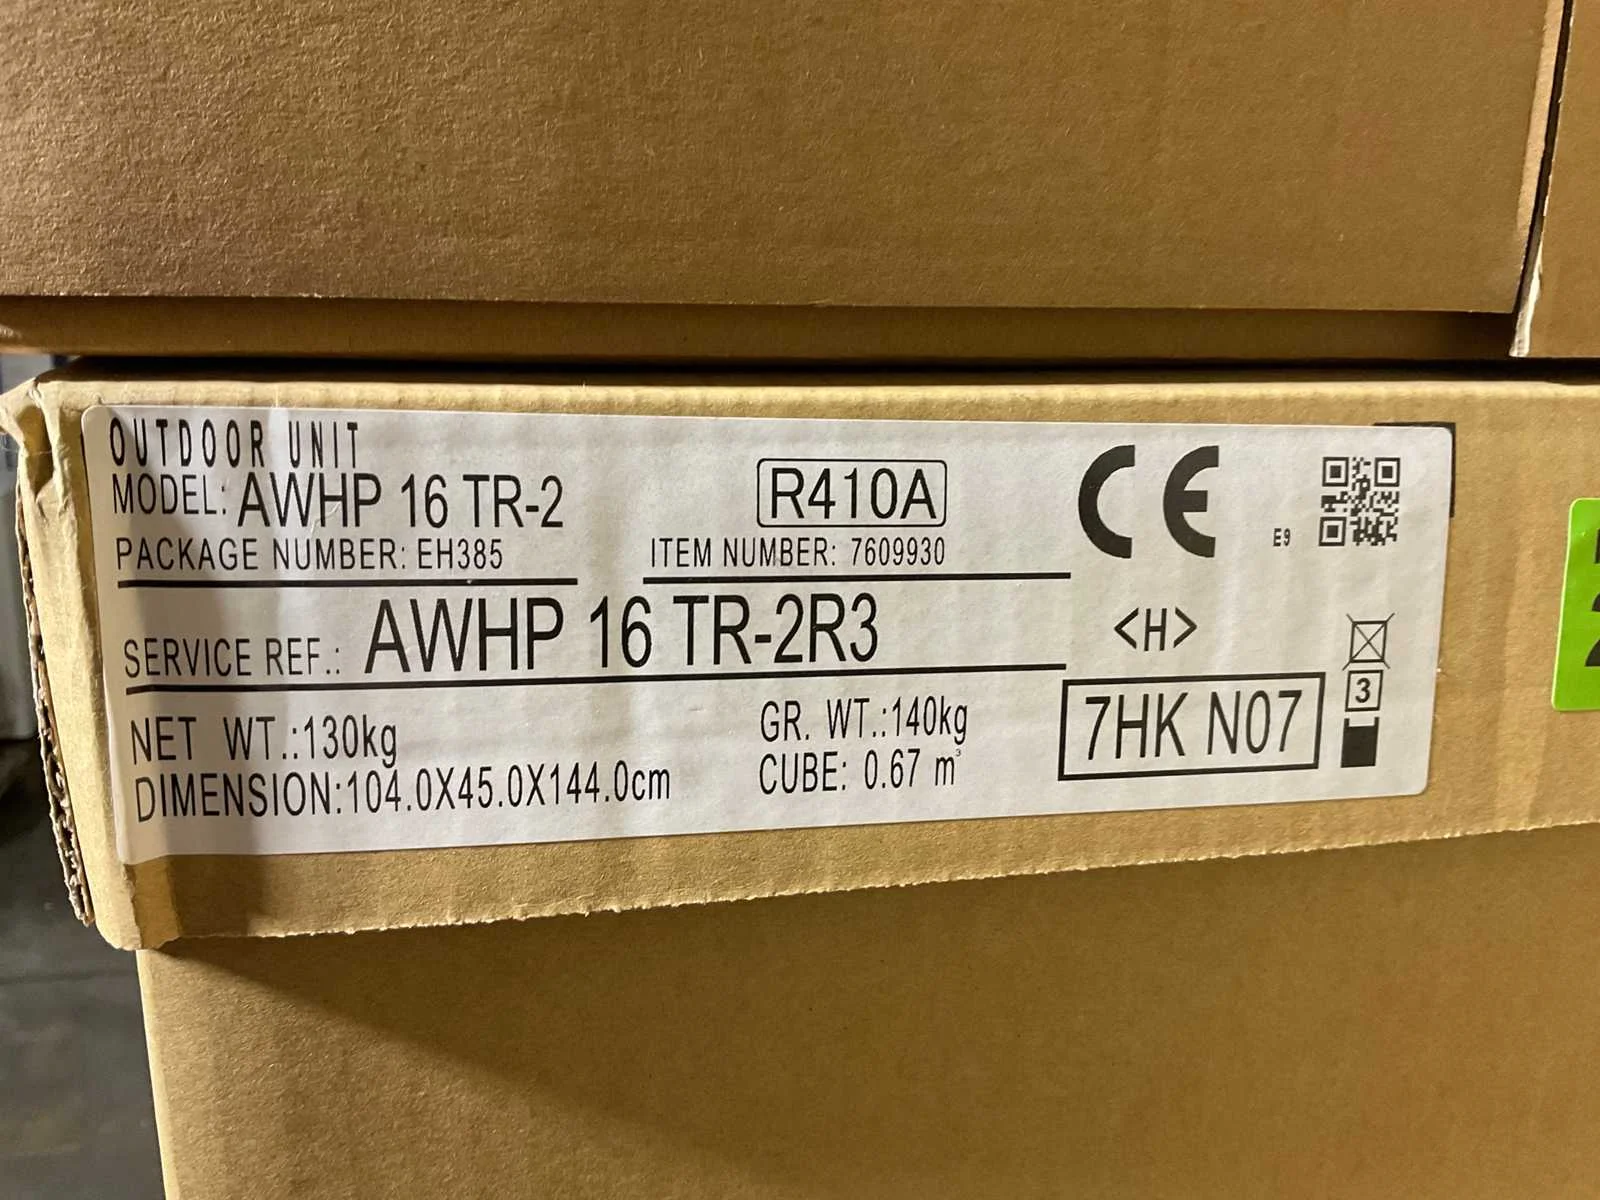 OUTDOOR UNIT
MODEL: AWHP 16 TR-2
R410A
CE
E9
PACKAGE NUMBER: EH385
ITEM NUMBER: 7609930
SERVICE REF.: AWHP 16 TR-2R3
<H>
3
NET WT.:130kg
GR. WT.:140kg
7HK N07
DIMENSION:104.0X45.0X144.0cm
CUBE: 0.67 m³